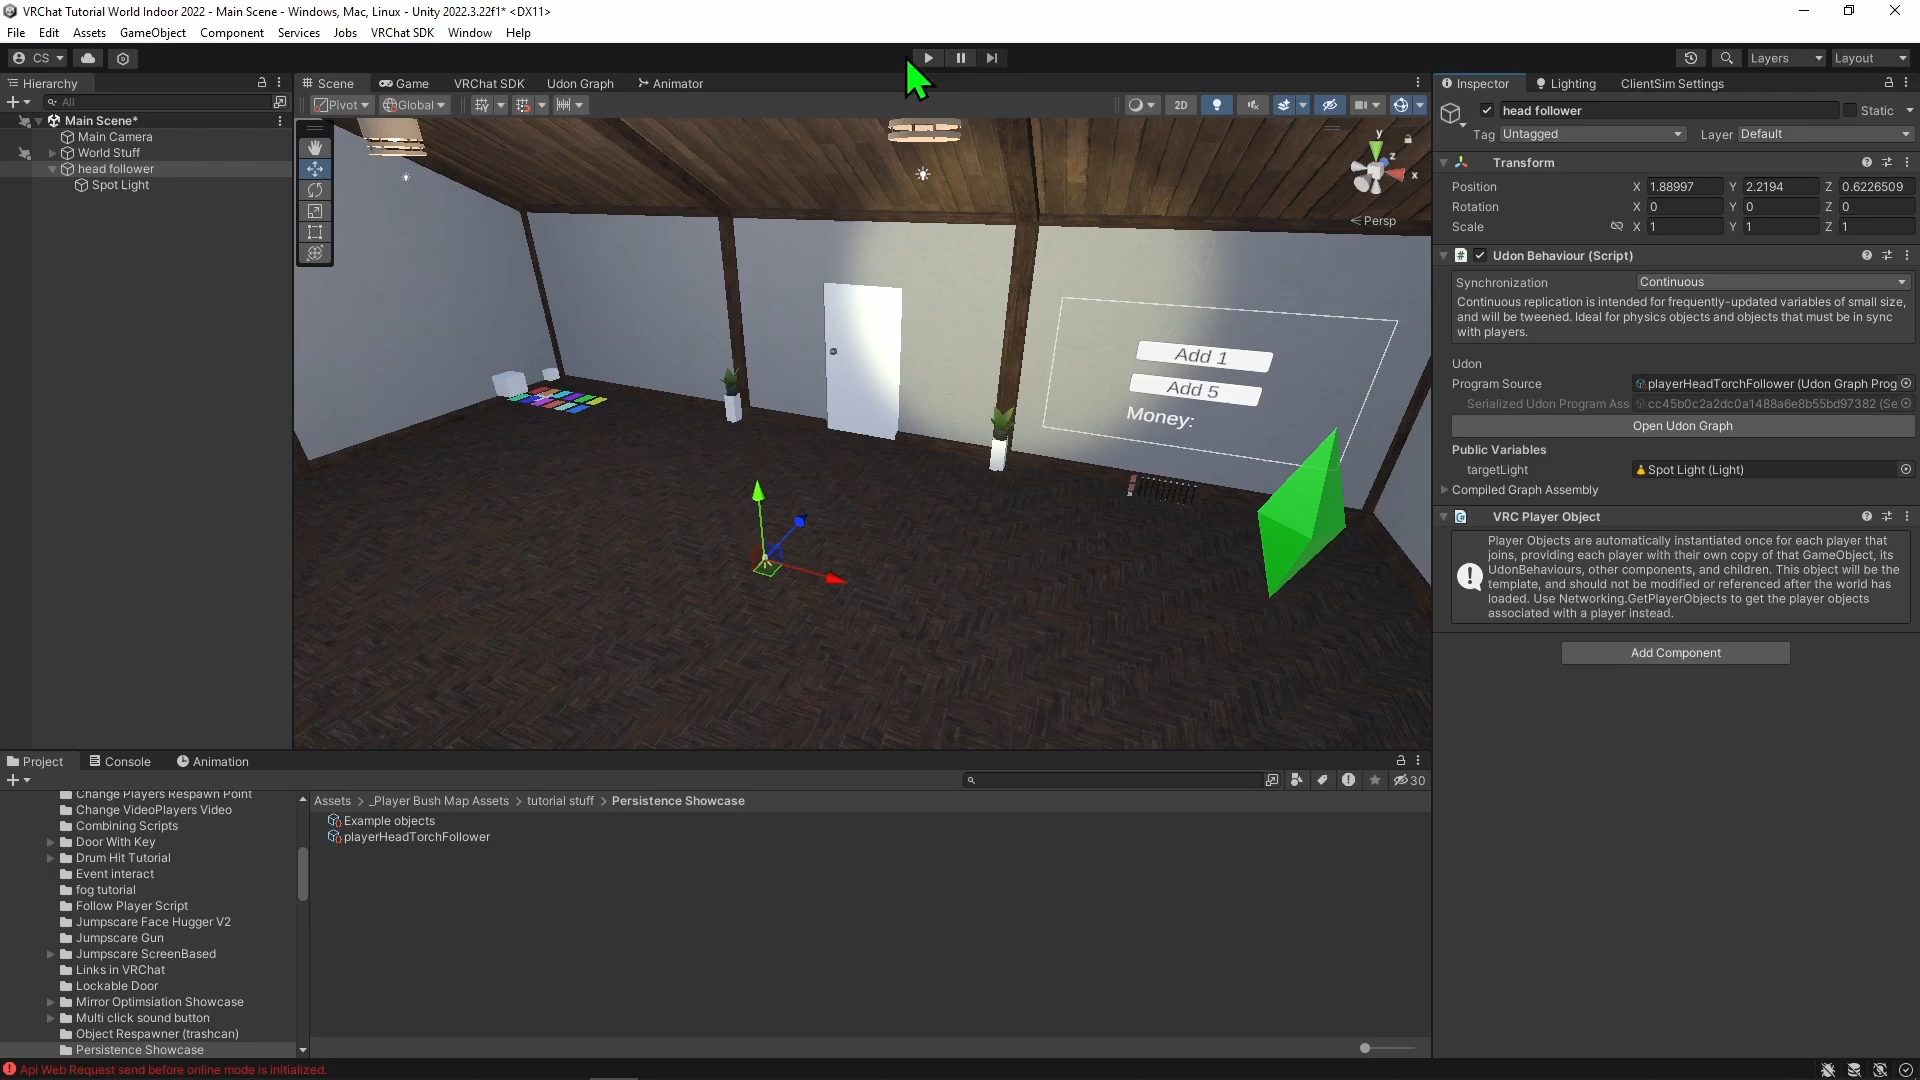 VRChat Tutorial World Indoor 2022 - Main Scene - Windows, Mac, Linux - Unity 2022.3.22f1* <DX11>
File Edit Assets GameObject Component Services Jobs VRChat SDK Window Help
CS
Layers
Layout
Hierarchy
Scene
Game
VRChat SDK
Udon Graph
Animator
Inspector
Lighting
ClientSim Settings
All
Pivot
Global
2D
Main Scene*
Main Camera
World Stuff
head follower
Spot Light
y
z
x
Persp
Add 1
Add 5
Money:
head follower
Static
Tag Untagged
Layer Default
Transform
Position X 1.88997 Y 2.2194 Z 0.6226509
Rotation X 0 Y 0 Z 0
Scale X 1 Y 1 Z 1
Udon Behaviour (Script)
Synchronization Continuous
Continuous replication is intended for frequently-updated variables of small size,
and will be tweened. Ideal for physics objects and objects that must be in sync
with players.
Udon
Program Source playerHeadTorchFollower (Udon Graph Prog
Serialized Udon Program Ass cc45b0c2a2dc0a1488a6e8b55bd97382 (Se
Open Udon Graph
Public Variables
targetLight Spot Light (Light)
Compiled Graph Assembly
VRC Player Object
Player Objects are automatically instantiated once for each player that
joins, providing each player with their own copy of that GameObject, its
UdonBehaviours, other components, and children. This object will be the
template, and should not be modified or referenced after the world has
loaded. Use Networking.GetPlayerObjects to get the player objects
associated with a player instead.
Add Component
Project
Console
Animation
30
Change Players Respawn Point
Change VideoPlayers Video
Combining Scripts
Door With Key
Drum Hit Tutorial
Event interact
fog tutorial
Follow Player Script
Jumpscare Face Hugger V2
Jumpscare Gun
Jumpscare ScreenBased
Links in VRChat
Lockable Door
Mirror Optimsiation Showcase
Multi click sound button
Object Respawner (trashcan)
Persistence Showcase
Assets > _Player Bush Map Assets > tutorial stuff > Persistence Showcase
Example objects
playerHeadTorchFollower
Api Web Request send before online mode is initialized.